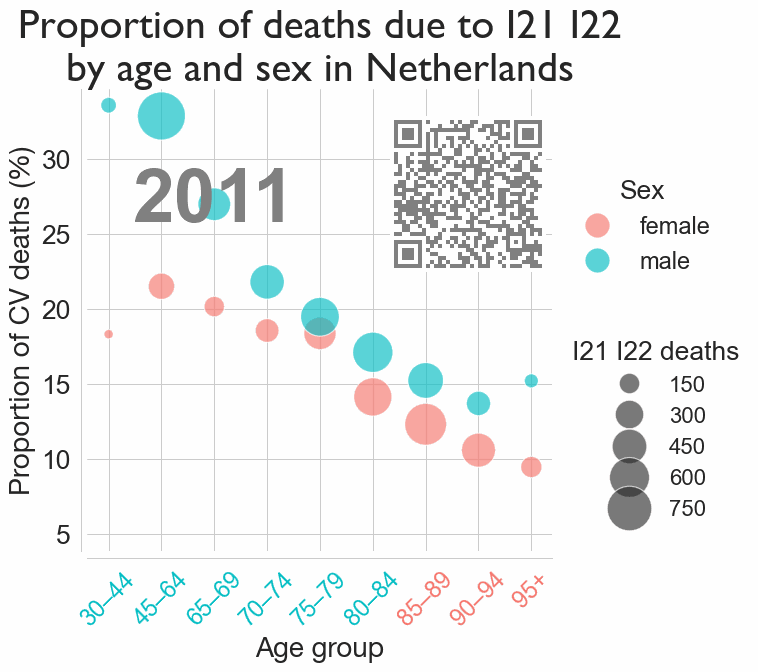 Proportion of deaths due to I21 I22
by age and sex in Netherlands
2011
Proportion of CV deaths (%)
30
25
20
15
10
5
30–44
45–64
65–69
70–74
75–79
80–84
85–89
90–94
95+
Age group
Sex
female
male
I21 I22 deaths
150
300
450
600
750